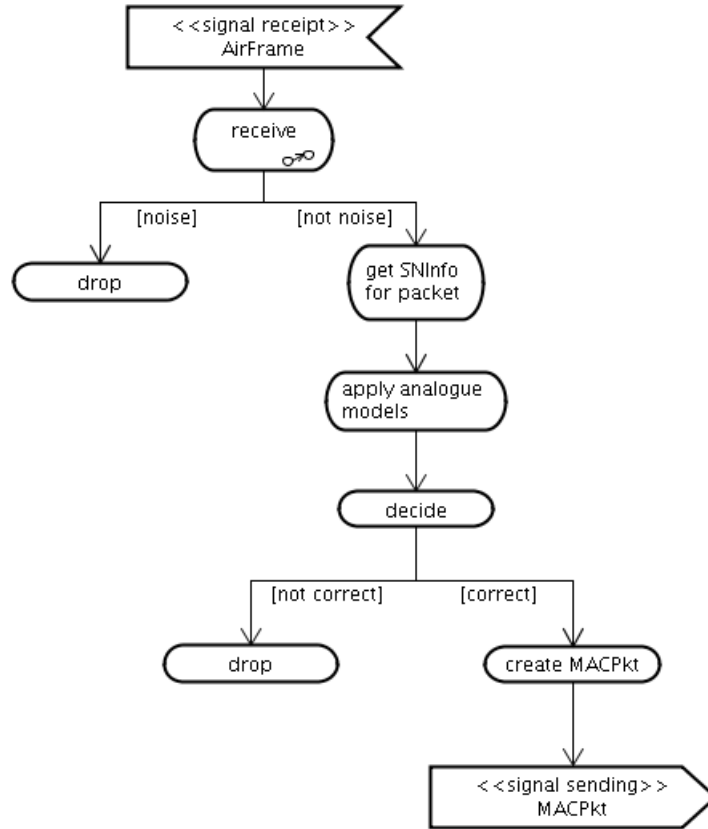 <<signal receipt>>
AirFrame
receive
[noise]
[not noise]
drop
get SNInfo
for packet
apply analogue
models
decide
[not correct]
[correct]
drop
create MACPkt
<<signal sending>>
MACPkt